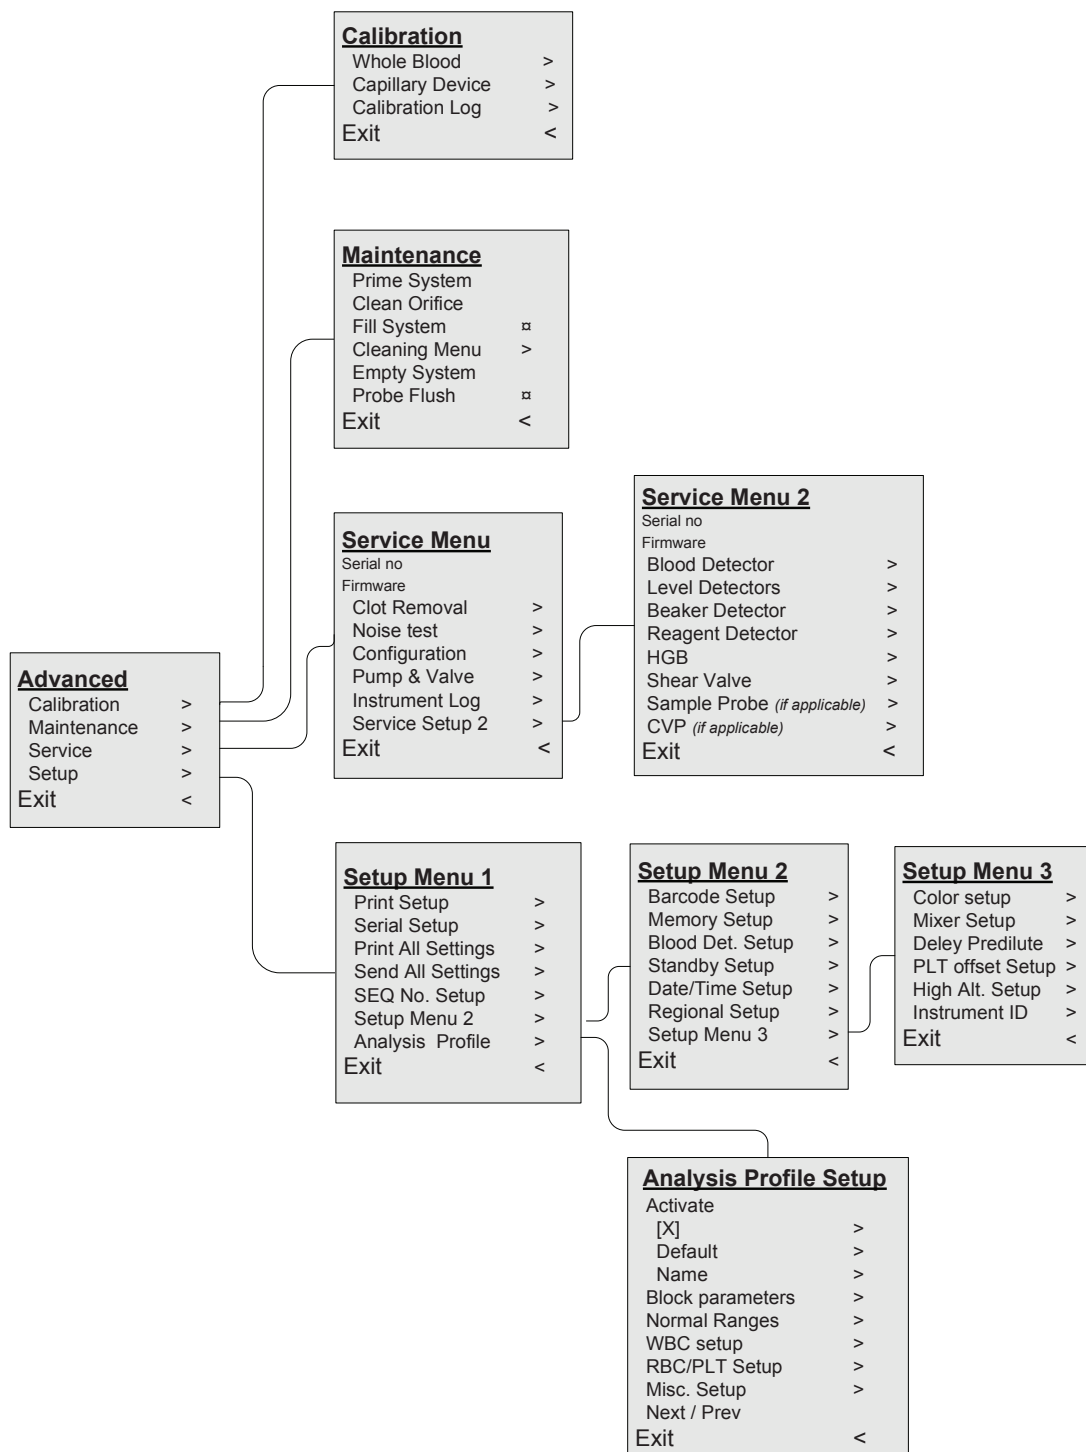 Calibration
Whole Blood >
Capillary Device >
Calibration Log >
Exit <
Maintenance
Prime System
Clean Orifice
Fill System ¤
Cleaning Menu >
Empty System
Probe Flush ¤
Exit <
Service Menu
Serial no
Firmware
Clot Removal >
Noise test >
Configuration >
Pump & Valve >
Instrument Log >
Service Setup 2 >
Exit <
Service Menu 2
Serial no
Firmware
Blood Detector >
Level Detectors >
Beaker Detector >
Reagent Detector >
HGB >
Shear Valve >
Sample Probe (if applicable) >
CVP (if applicable) >
Exit <
Advanced
Calibration >
Maintenance >
Service >
Setup >
Exit <
Setup Menu 1
Print Setup >
Serial Setup >
Print All Settings >
Send All Settings >
SEQ No. Setup >
Setup Menu 2 >
Analysis Profile >
Exit <
Setup Menu 2
Barcode Setup >
Memory Setup >
Blood Det. Setup >
Standby Setup >
Date/Time Setup >
Regional Setup >
Setup Menu 3 >
Exit <
Setup Menu 3
Color setup >
Mixer Setup >
Deley Predilute >
PLT offset Setup >
High Alt. Setup >
Instrument ID >
Exit <
Analysis Profile Setup
Activate
[X] >
Default >
Name >
Block parameters >
Normal Ranges >
WBC setup >
RBC/PLT Setup >
Misc. Setup >
Next / Prev
Exit <